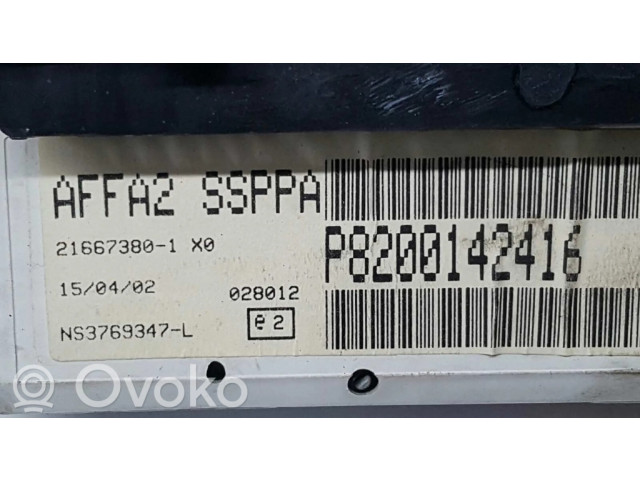 AFFA2 SSPPA
21667380-1 X0
P8200142416
15/04/02
028012
NS3769347-L
e2
Ovoko